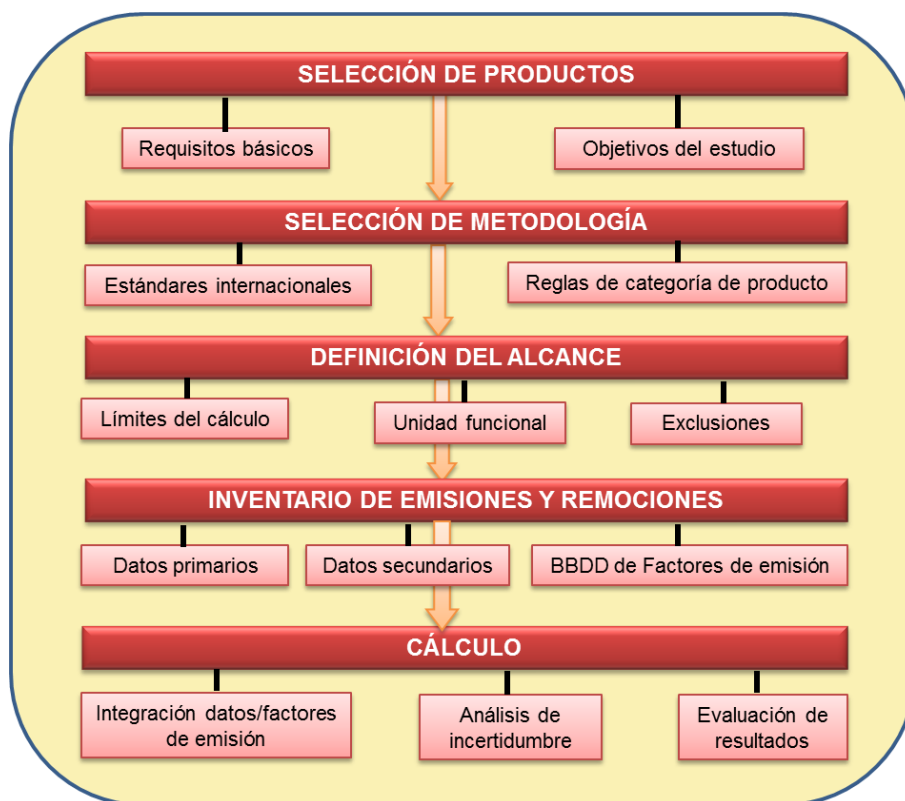 SELECCIÓN DE PRODUCTOS
Requisitos básicos
Objetivos del estudio
SELECCIÓN DE METODOLOGÍA
Estándares internacionales
Reglas de categoría de producto
DEFINICIÓN DEL ALCANCE
Límites del cálculo
Unidad funcional
Exclusiones
INVENTARIO DE EMISIONES Y REMOCIONES
Datos primarios
Datos secundarios
BBDD de Factores de emisión
CÁLCULO
Integración datos/factores
de emisión
Análisis de
incertidumbre
Evaluación de
resultados